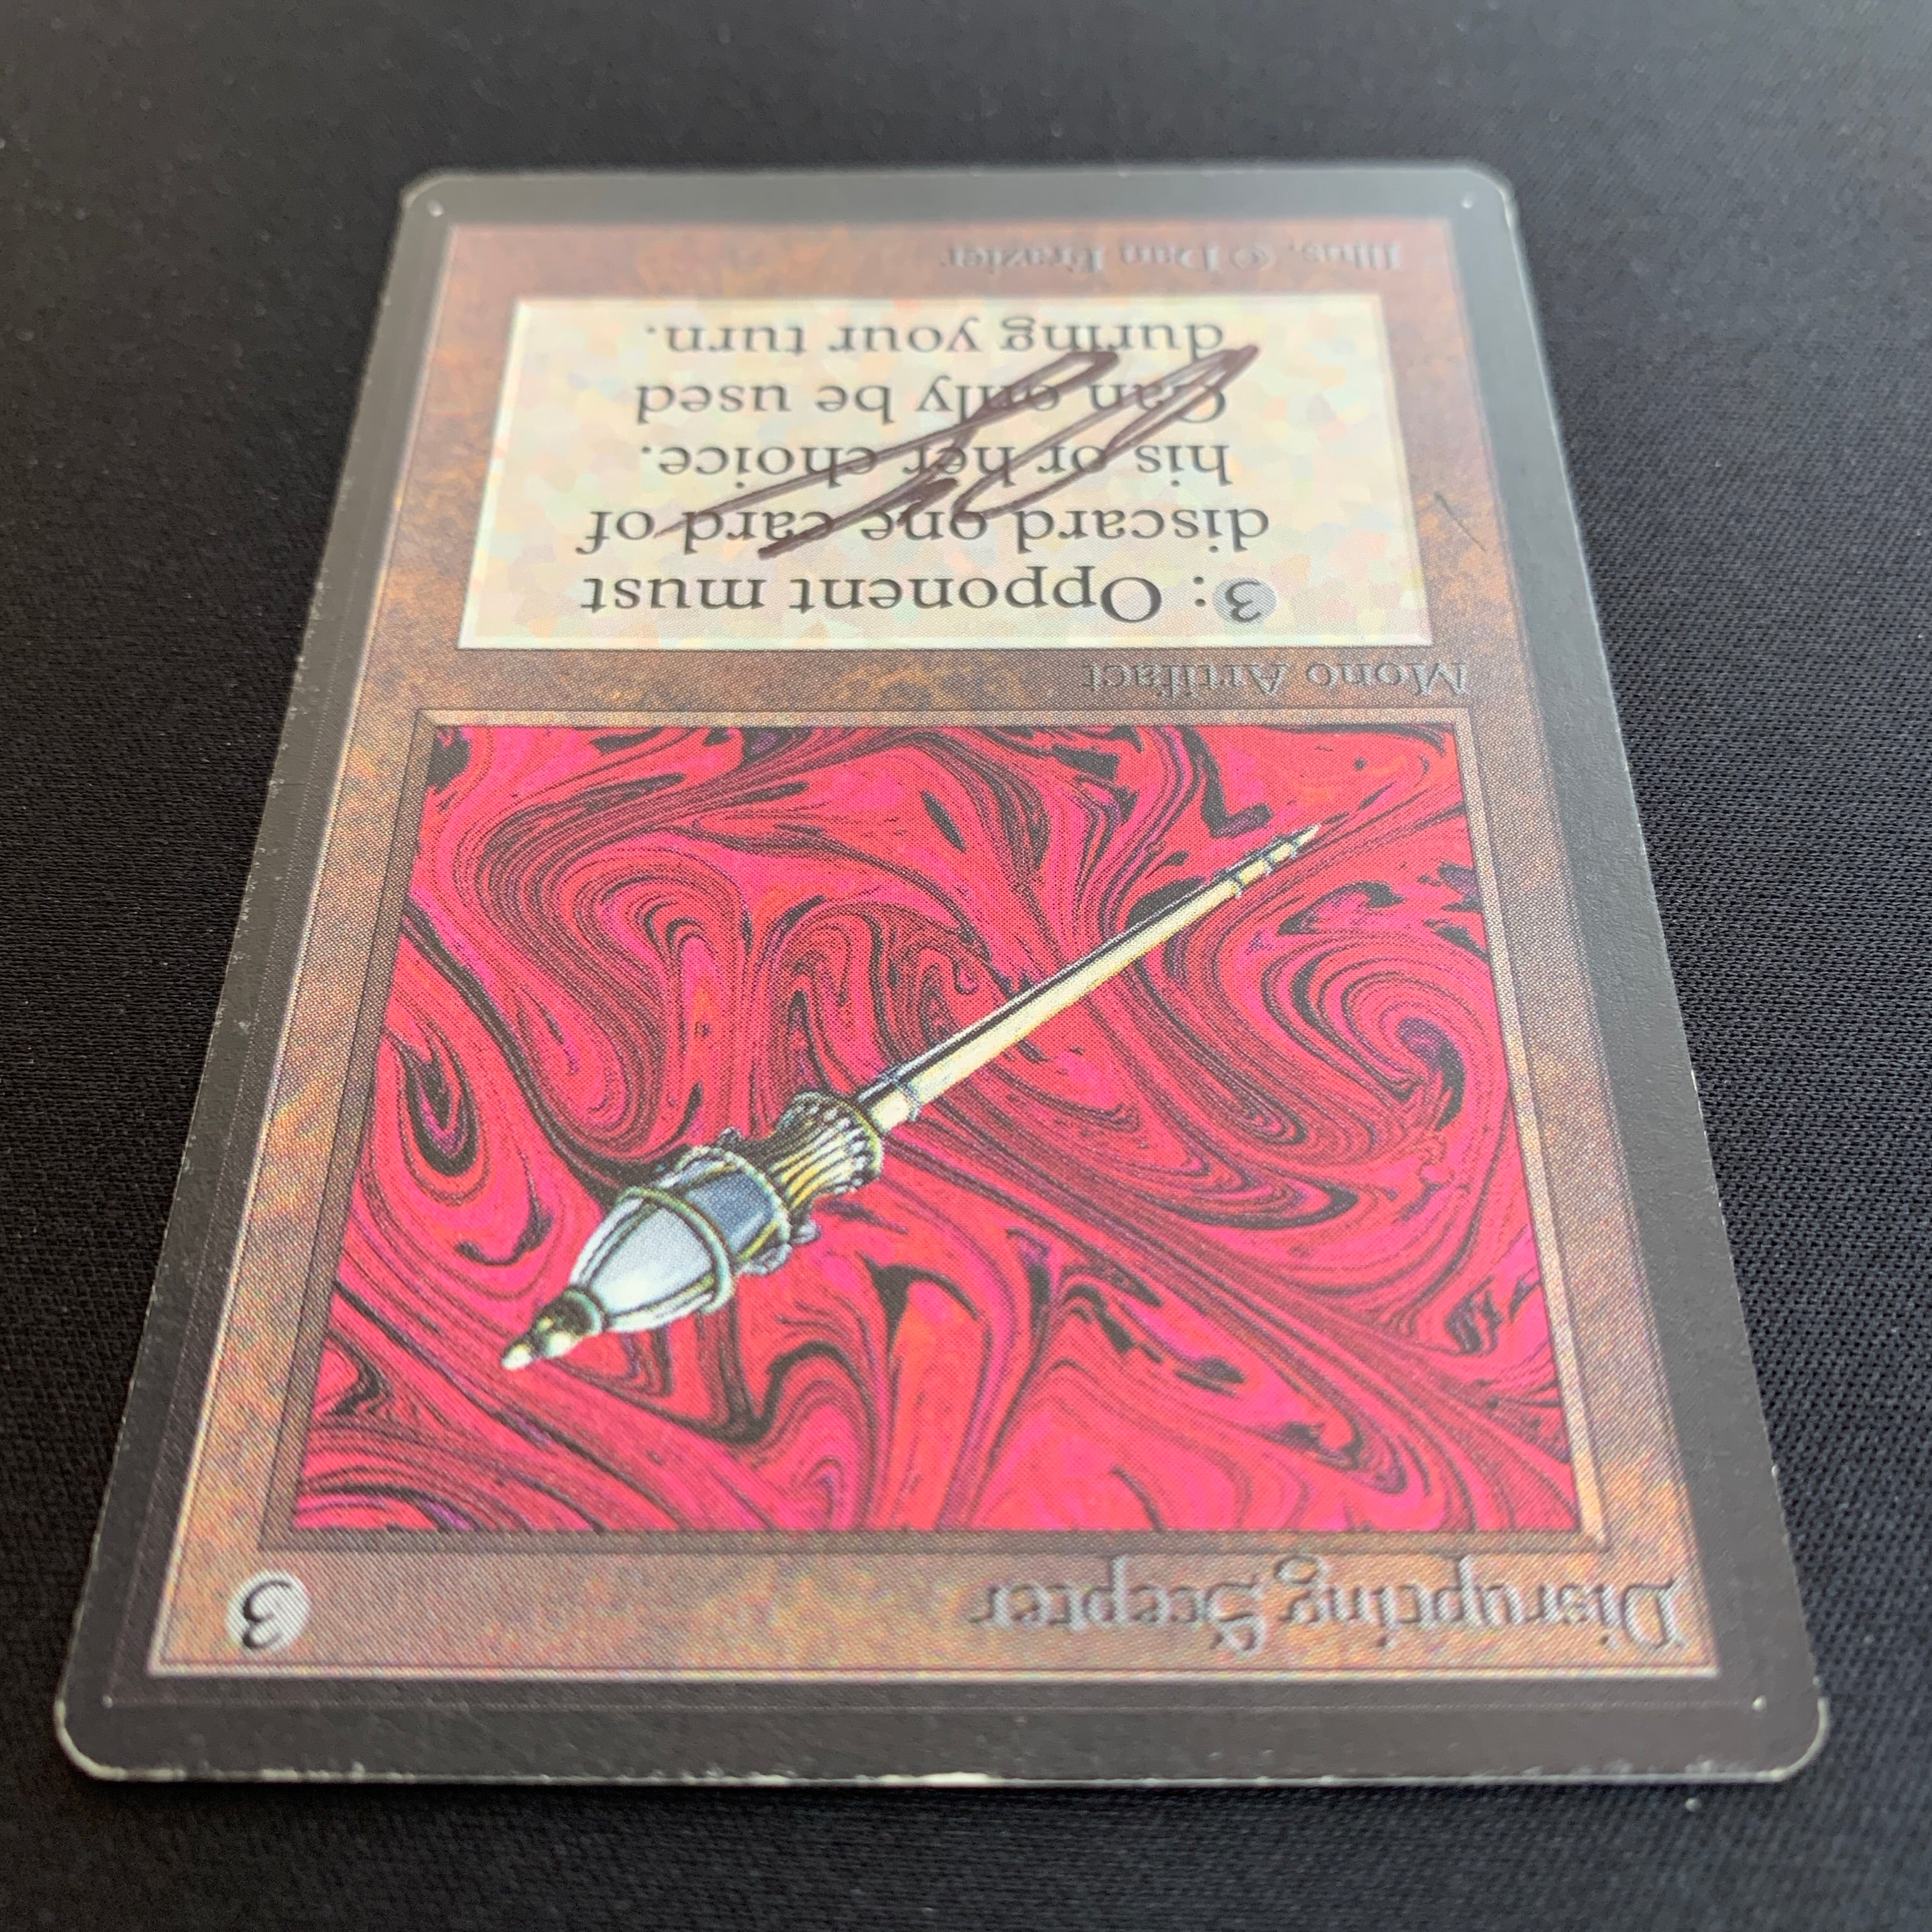 Disrupting Scepter
3
Mono Artifact
3: Opponent must
discard one card of
his or her choice.
Can only be used
during your turn.
Illus. © Dan Frazier